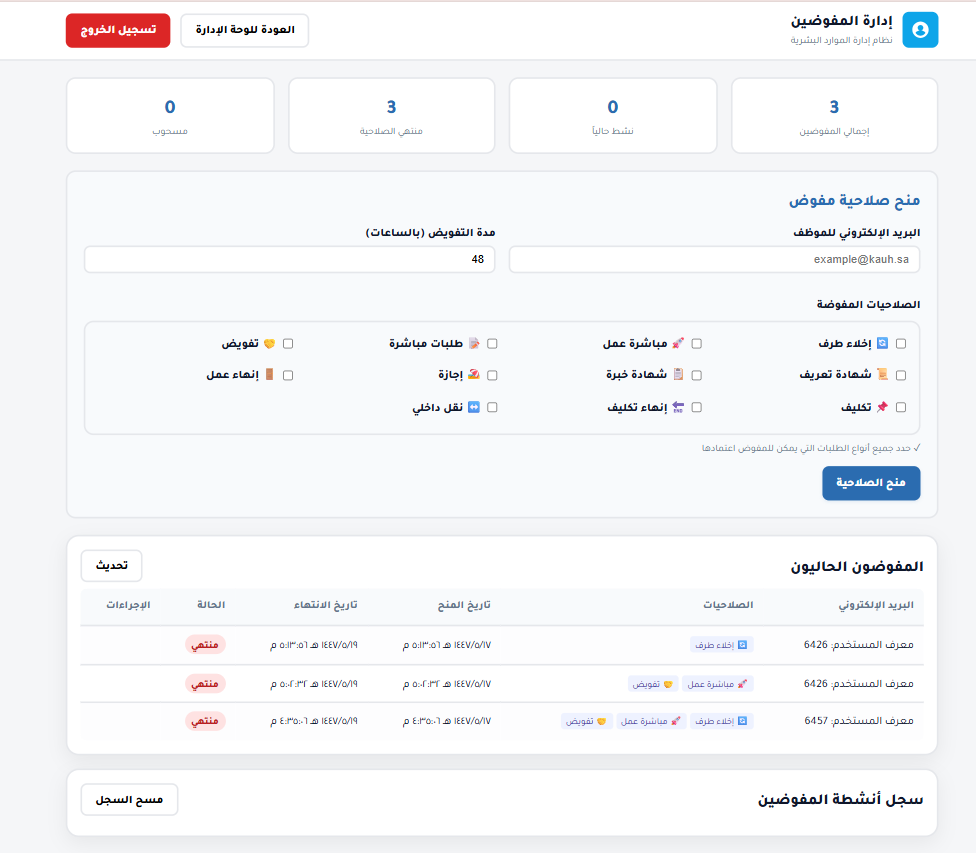 إدارة المفوضين
نظام إدارة الموارد البشرية
العودة للوحة الإدارة
تسجيل الخروج
3
إجمالي المفوضين
0
نشط حالياً
3
منتهي الصلاحية
0
مسحوب
منح صلاحية مفوض
البريد الإلكتروني للموظف
example@kauh.sa
مدة التفويض (بالساعات)
48
الصلاحيات المفوضة
🔄 إخلاء طرف 🚀 مباشرة عمل 📝 طلبات مباشرة 🤝 تفويض
📜 شهادة تعريف 📋 شهادة خبرة 🏖️ إجازة 🚪 إنهاء عمل
📌 تكليف 🔚 إنهاء تكليف ↔️ نقل داخلي
✓ حدد جميع أنواع الطلبات التي يمكن للمفوض اعتمادها
منح الصلاحية
المفوضون الحاليون
تحديث
البريد الإلكتروني الصلاحيات تاريخ المنح تاريخ الانتهاء الحالة الإجراءات
معرف المستخدم: 6426 🔄 إخلاء طرف ١٤٤٧/٥/١٧ هـ ٥:١٣:٥٦ م ١٤٤٧/٥/١٩ هـ ٥:١٣:٥٦ م منتهي
معرف المستخدم: 6426 🚀 مباشرة عمل 🤝 تفويض ١٤٤٧/٥/١٧ هـ ٥:٠٢:٣٢ م ١٤٤٧/٥/١٩ هـ ٥:٠٢:٣٢ م منتهي
معرف المستخدم: 6457 🔄 إخلاء طرف 🚀 مباشرة عمل 🤝 تفويض ١٤٤٧/٥/١٧ هـ ٤:٣٥:٠٦ م ١٤٤٧/٥/١٩ هـ ٤:٣٥:٠٦ م منتهي
سجل أنشطة المفوضين
مسح السجل